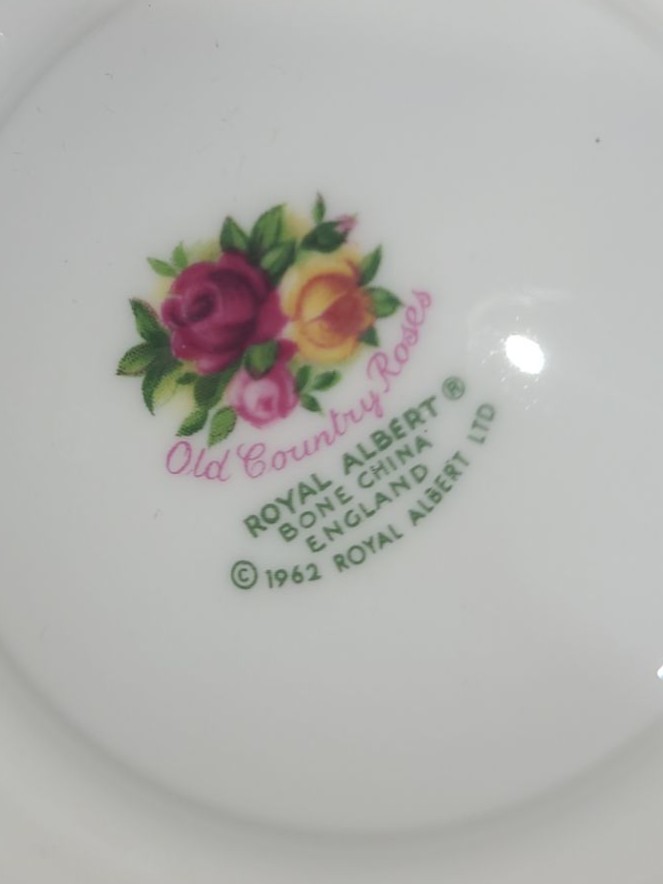 Old Country Roses
ROYAL ALBERT ®
BONE CHINA
ENGLAND
© 1962 ROYAL ALBERT LTD